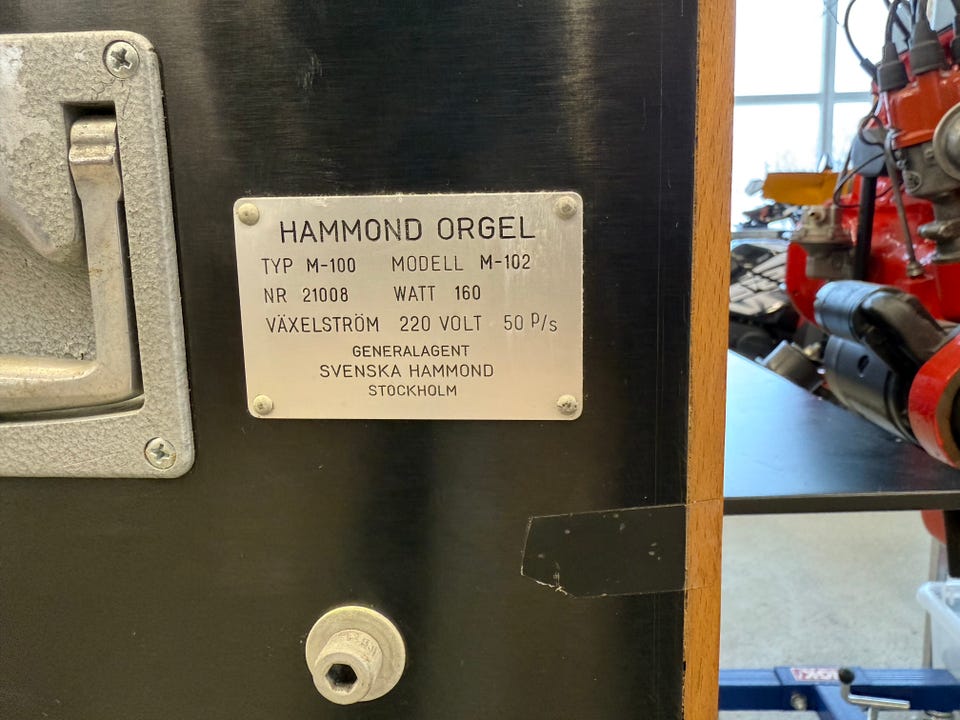 HAMMOND ORGEL
TYP M-100 MODELL M-102
NR 21008 WATT 160
VÄXELSTRÖM 220 VOLT 50 P/s
GENERALAGENT
SVENSKA HAMMOND
STOCKHOLM